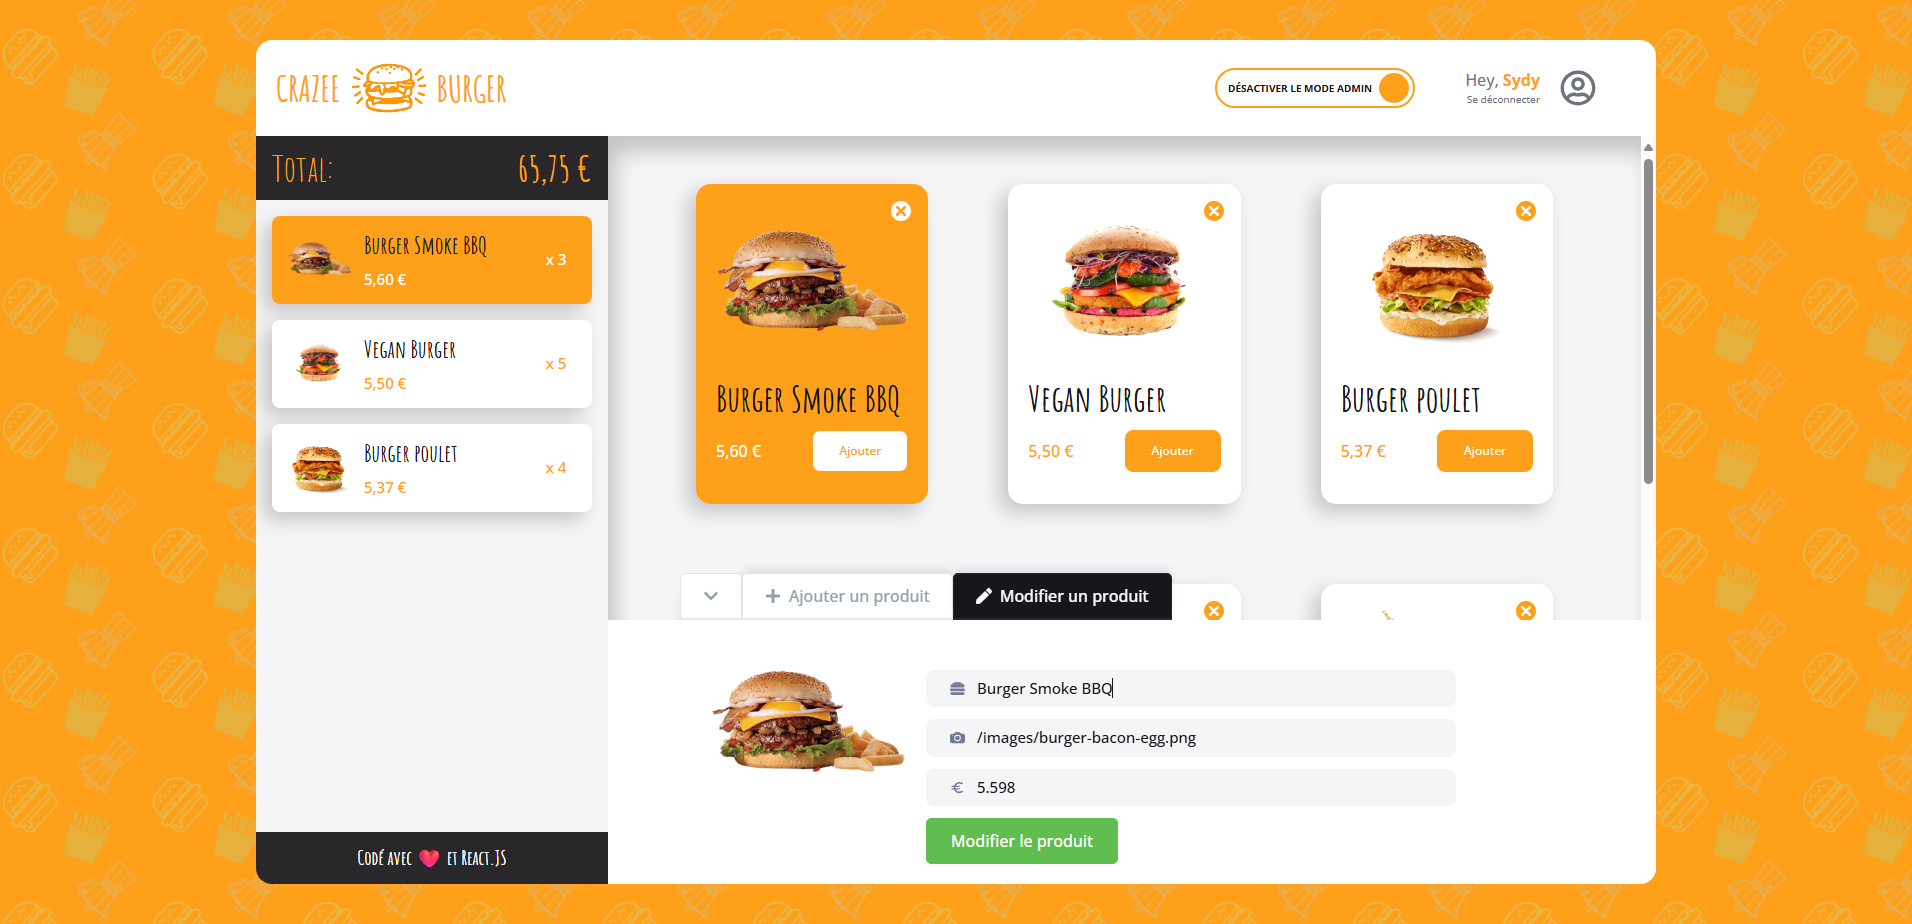 CRAZEE BURGER
DÉSACTIVER LE MODE ADMIN
Hey, Sydy
Se déconnecter
Total:
65,75 €
Burger Smoke BBQ
5,60 €
x 3
Vegan Burger
5,50 €
x 5
Burger poulet
5,37 €
x 4
Codé avec et React.JS
Burger Smoke BBQ
5,60 €
Ajouter
Vegan Burger
5,50 €
Ajouter
Burger poulet
5,37 €
Ajouter
Ajouter un produit
Modifier un produit
Burger Smoke BBQ
/images/burger-bacon-egg.png
€ 5.598
Modifier le produit